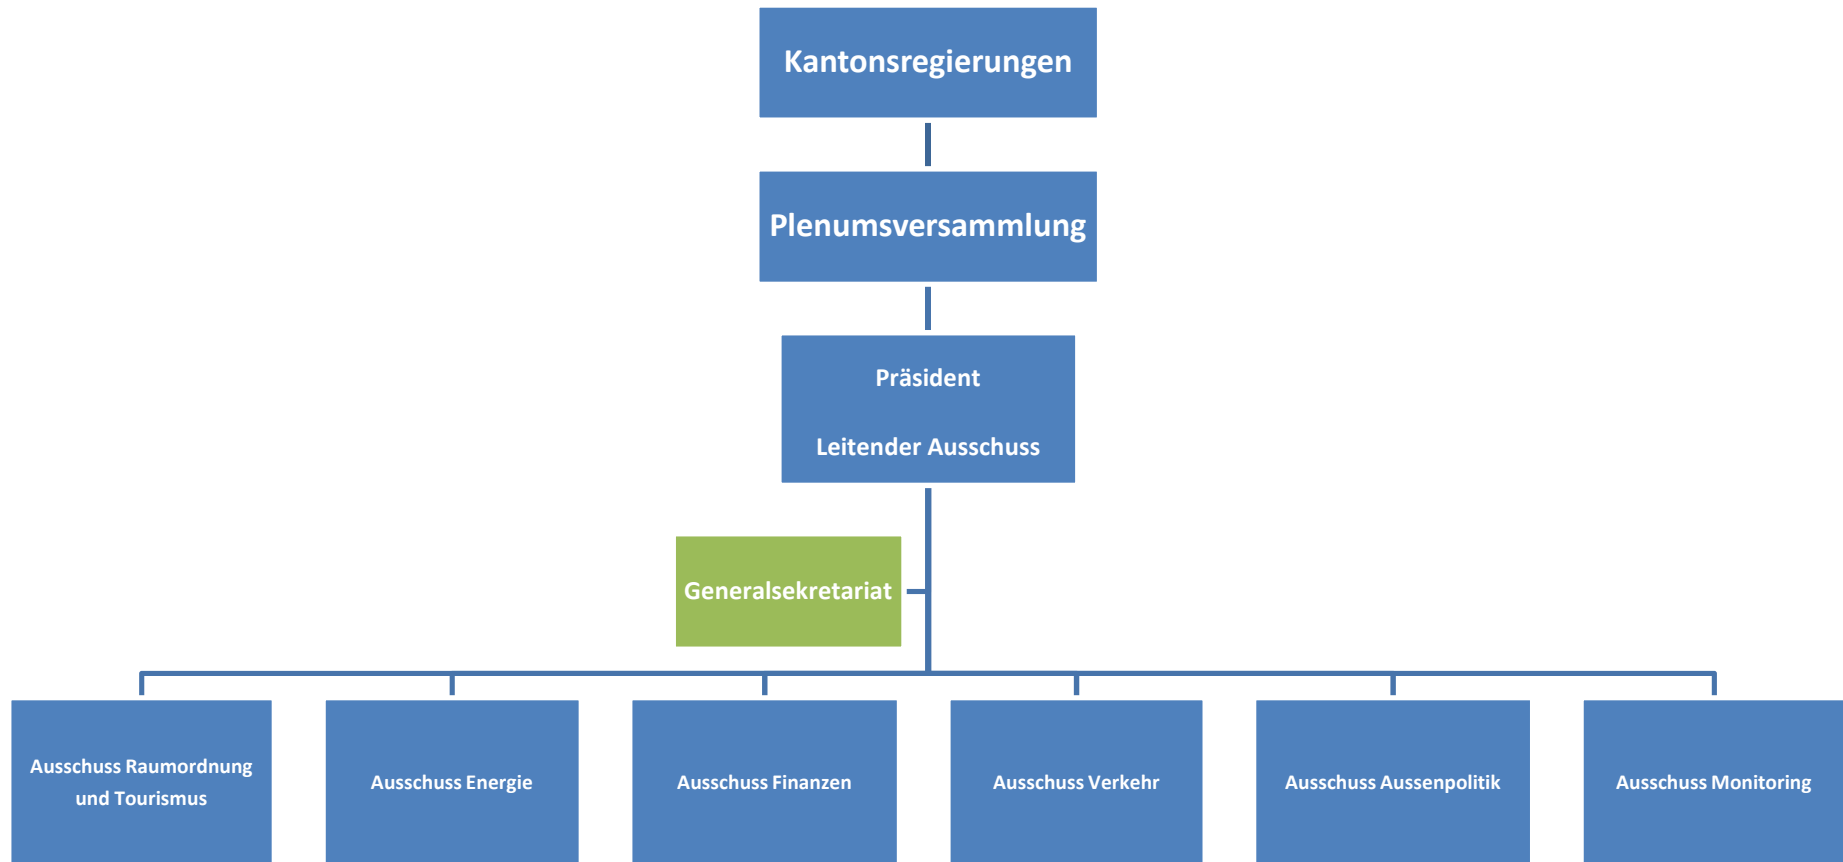 Kantonsregierungen
Plenumsversammlung
Präsident
Leitender Ausschuss
Generalsekretariat
Ausschuss Raumordnung
und Tourismus
Ausschuss Energie
Ausschuss Finanzen
Ausschuss Verkehr
Ausschuss Aussenpolitik
Ausschuss Monitoring